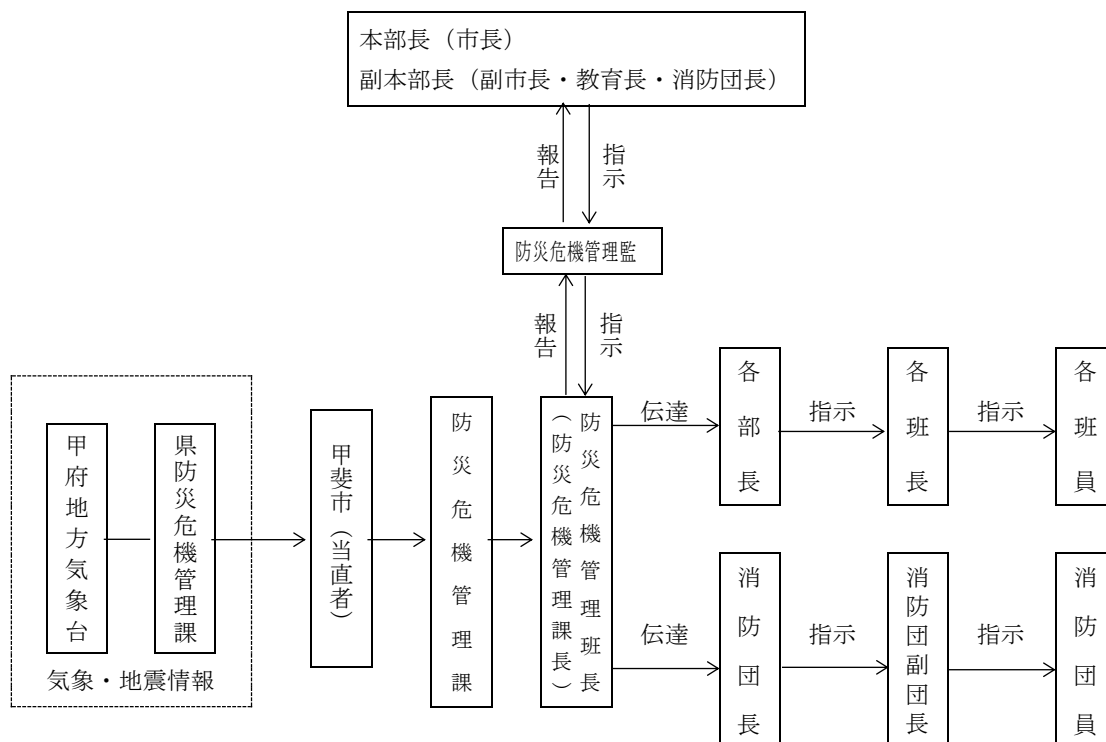 本部長（市長）
副本部長（副市長・教育長・消防団長）
報告
指示
防災危機管理監
報告
指示
甲府地方気象台
県防災危機管理課
気象・地震情報
甲斐市（当直者）
防災危機管理課
防災危機管理班長
（防災危機管理課長）
伝達
各部長
指示
各班長
指示
各班員
伝達
消防団長
指示
消防団副団長
指示
消防団員